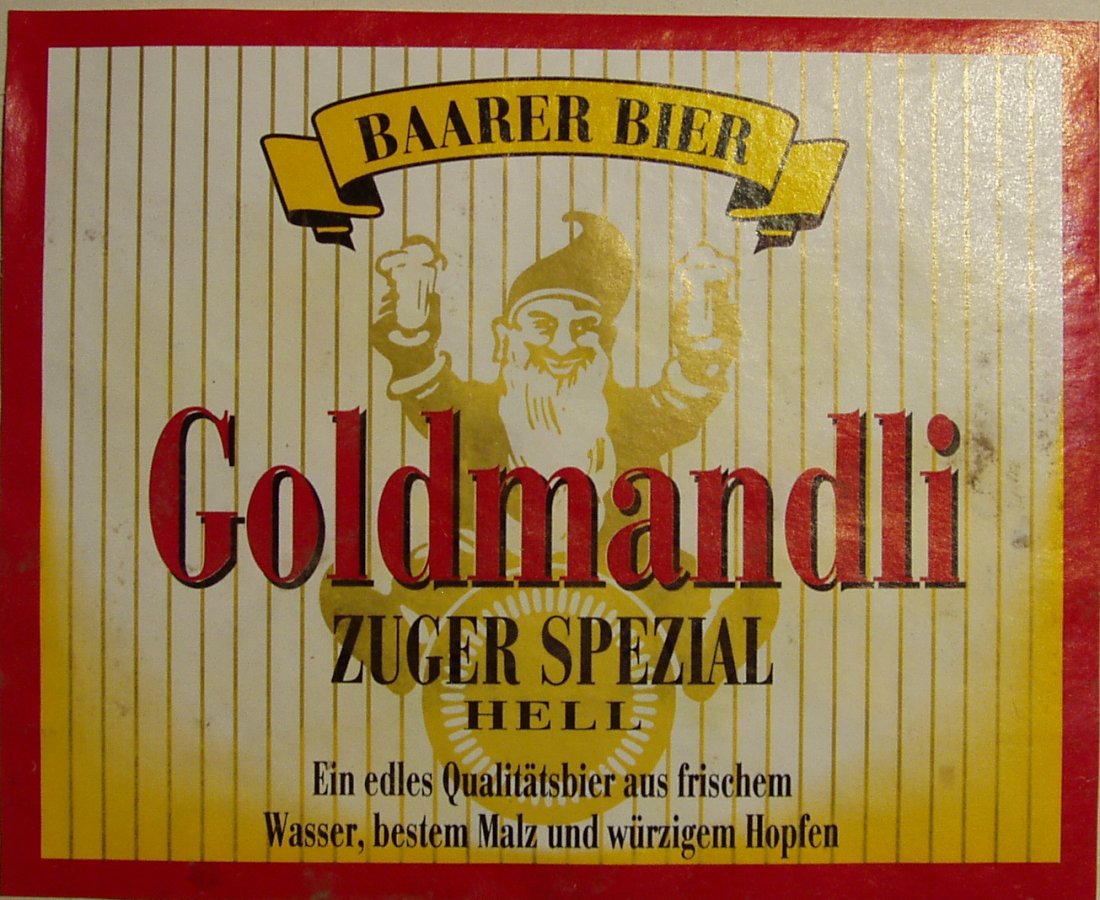 BAARER BIER
Goldmandli
ZUGER SPEZIAL
HELL
Ein edles Qualitätsbier aus frischem
Wasser, bestem Malz und würzigem Hopfen